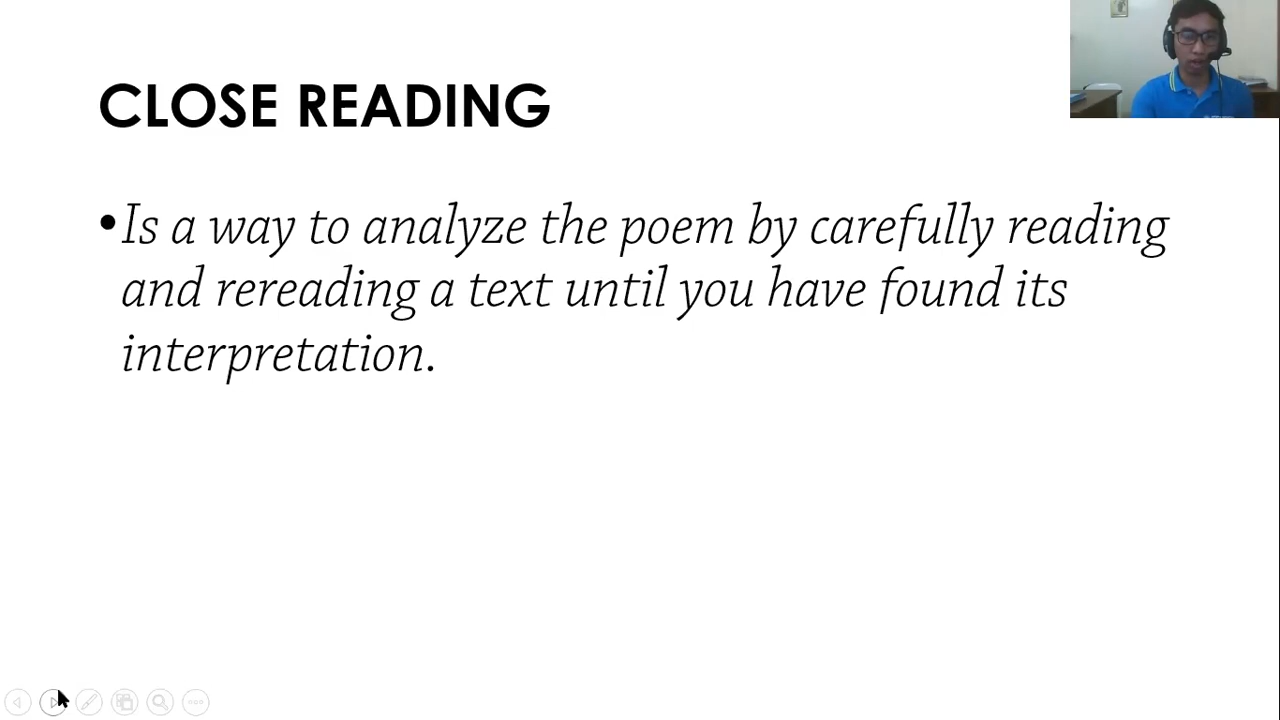 CLOSE READING
•Is a way to analyze the poem by carefully reading
and rereading a text until you have found its
interpretation.